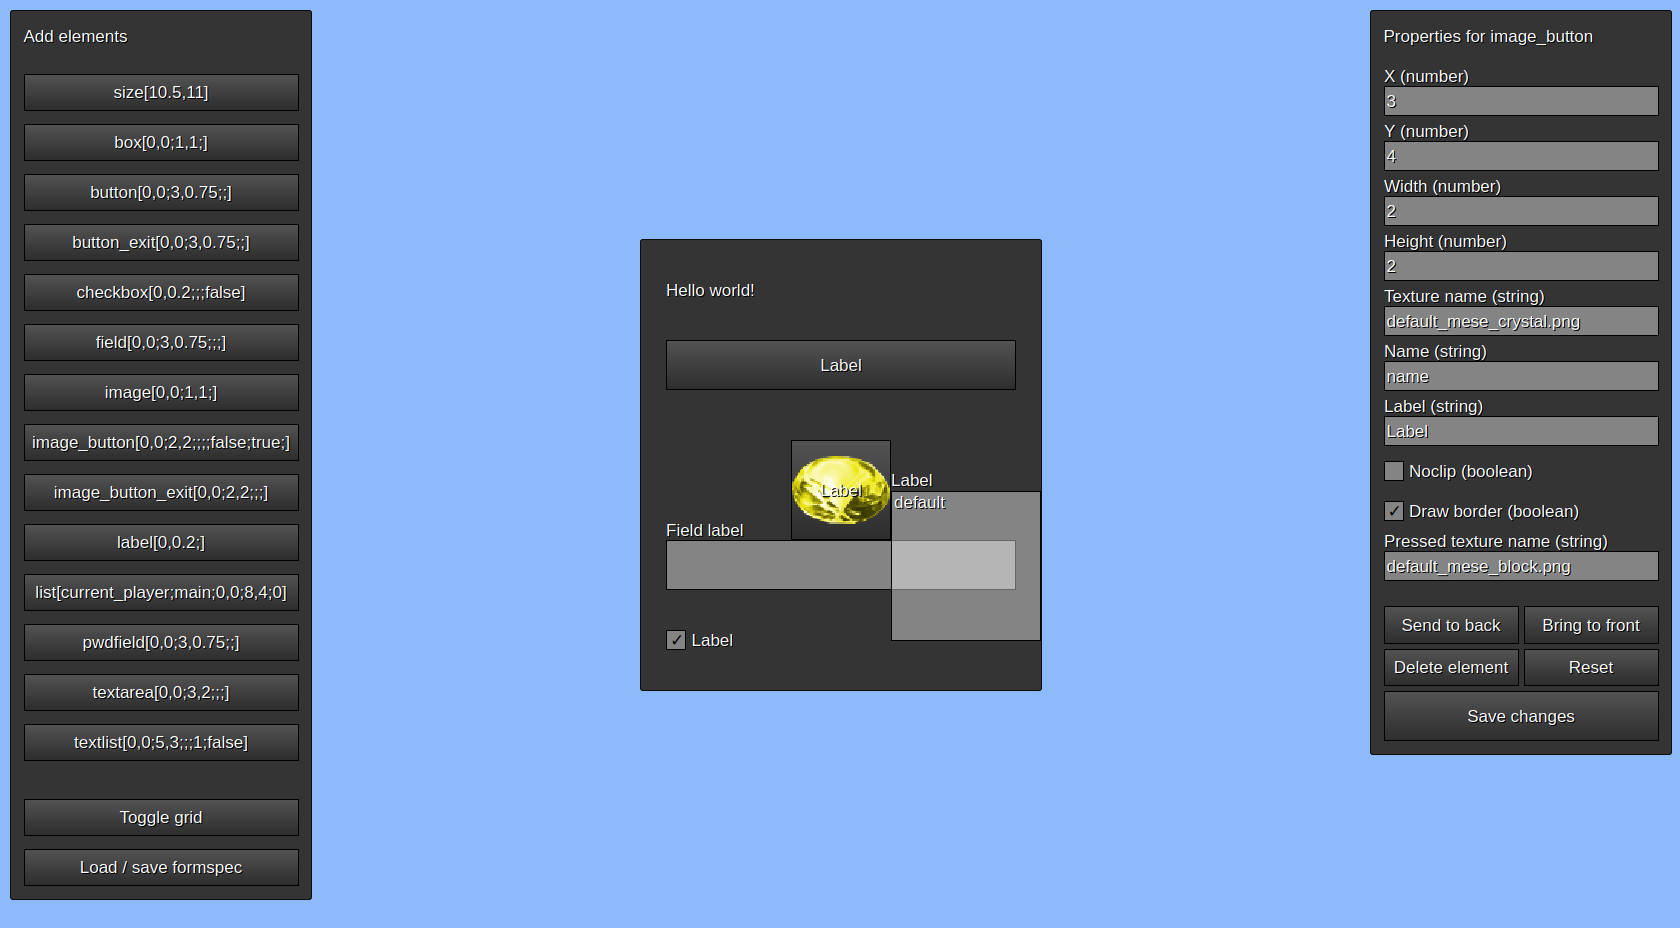 Add elements
size[10.5,11]
box[0,0;1,1;]
button[0,0;3,0.75;;]
button_exit[0,0;3,0.75;;]
checkbox[0,0.2;;;false]
field[0,0;3,0.75;;;]
image[0,0;1,1;]
image_button[0,0;2,2;;;;false;true;]
image_button_exit[0,0;2,2;;;]
label[0,0.2;]
list[current_player;main;0,0;8,4;0]
pwdfield[0,0;3,0.75;;]
textarea[0,0;3,2;;;]
textlist[0,0;5,3;;;1;false]
Toggle grid
Load / save formspec
Hello world!
Label
Label
Label
default
Field label
Label
Properties for image_button
X (number)
3
Y (number)
4
Width (number)
2
Height (number)
2
Texture name (string)
default_mese_crystal.png
Name (string)
name
Label (string)
Label
Noclip (boolean)
Draw border (boolean)
Pressed texture name (string)
default_mese_block.png
Send to back
Bring to front
Delete element
Reset
Save changes